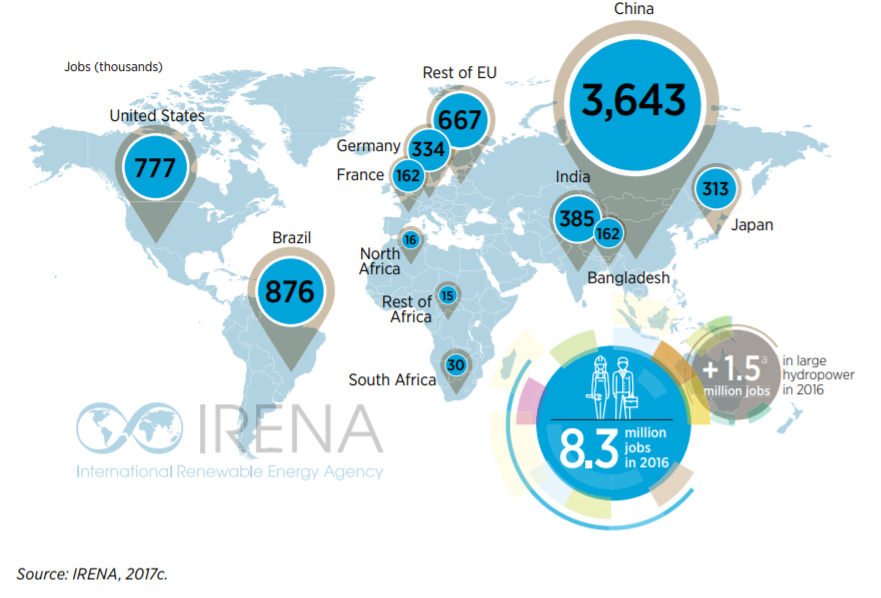 China
3,643
Jobs (thousands)
Rest of EU
667
United States
777
Germany
334
France
162
India
385
162
Bangladesh
313
Japan
Brazil
876
16
North
Africa
15
Rest of
Africa
30
South Africa
+ 1.5a
million jobs
in large
hydropower
in 2016
8.3 million
jobs
in 2016
IRENA
International Renewable Energy Agency
Source: IRENA, 2017c.